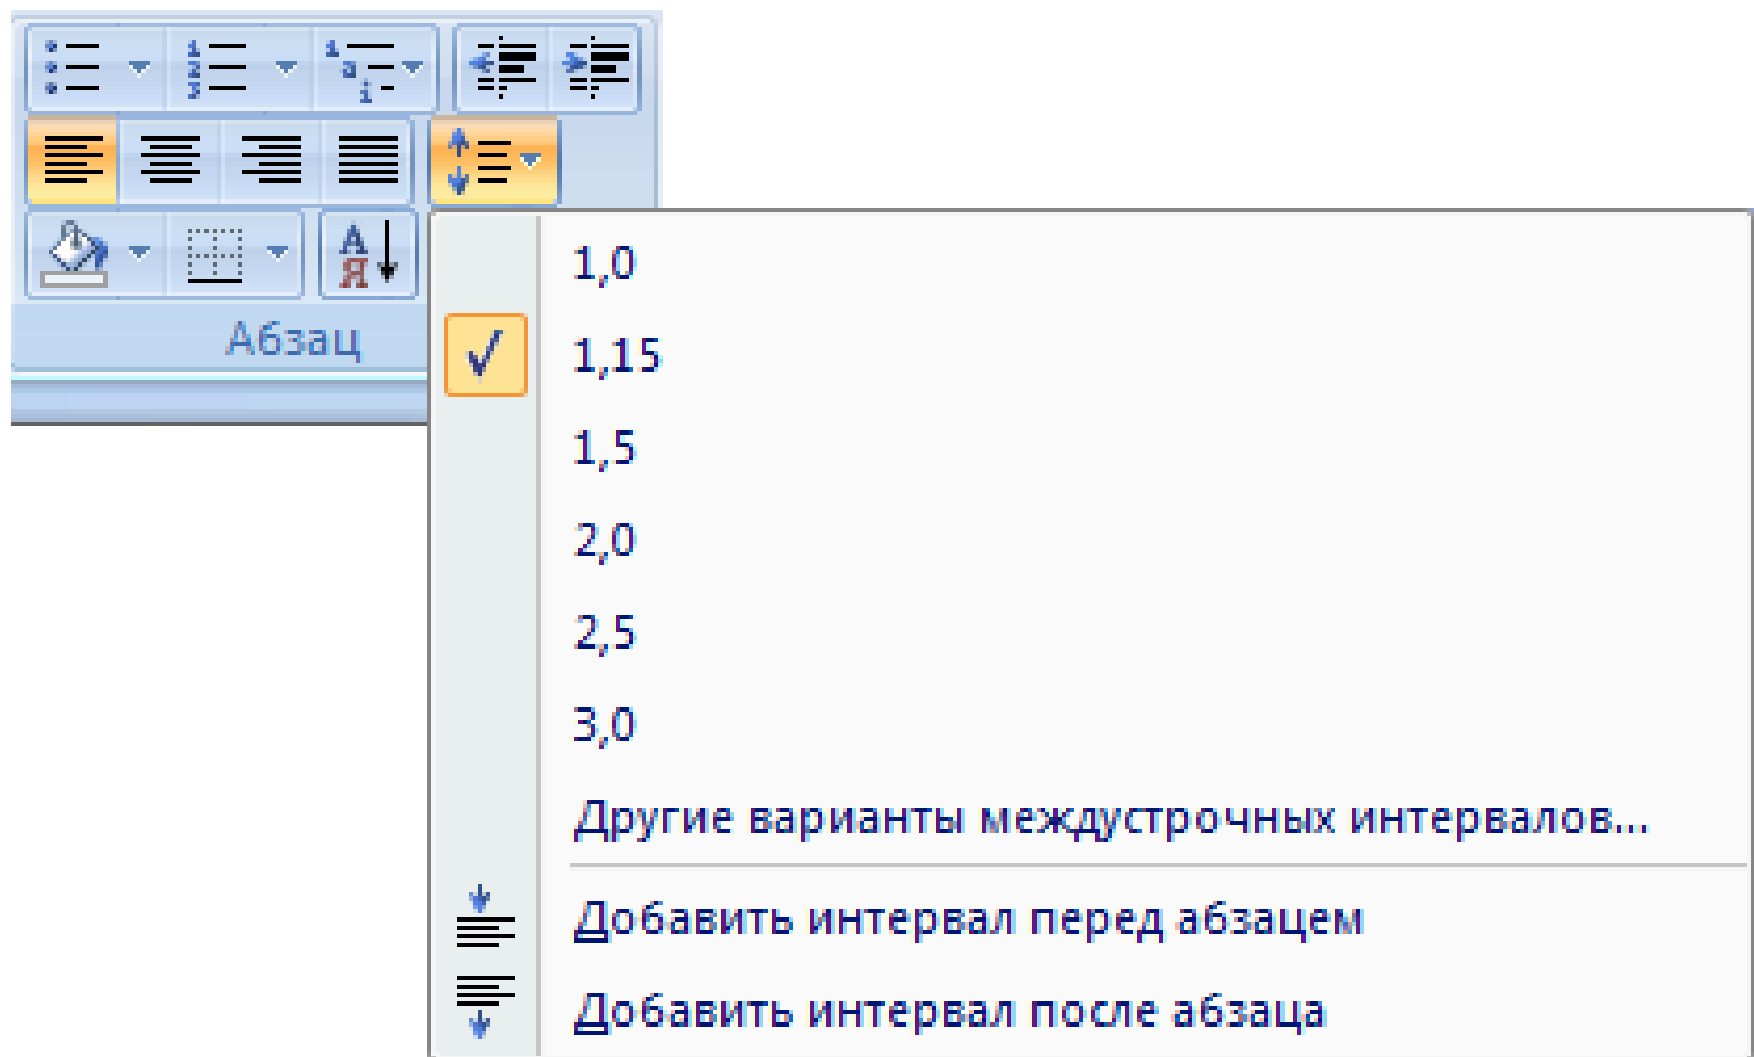 Абзац
1,0
1,15
1,5
2,0
2,5
3,0
Другие варианты междустрочных интервалов...
Добавить интервал перед абзацем
Добавить интервал после абзаца